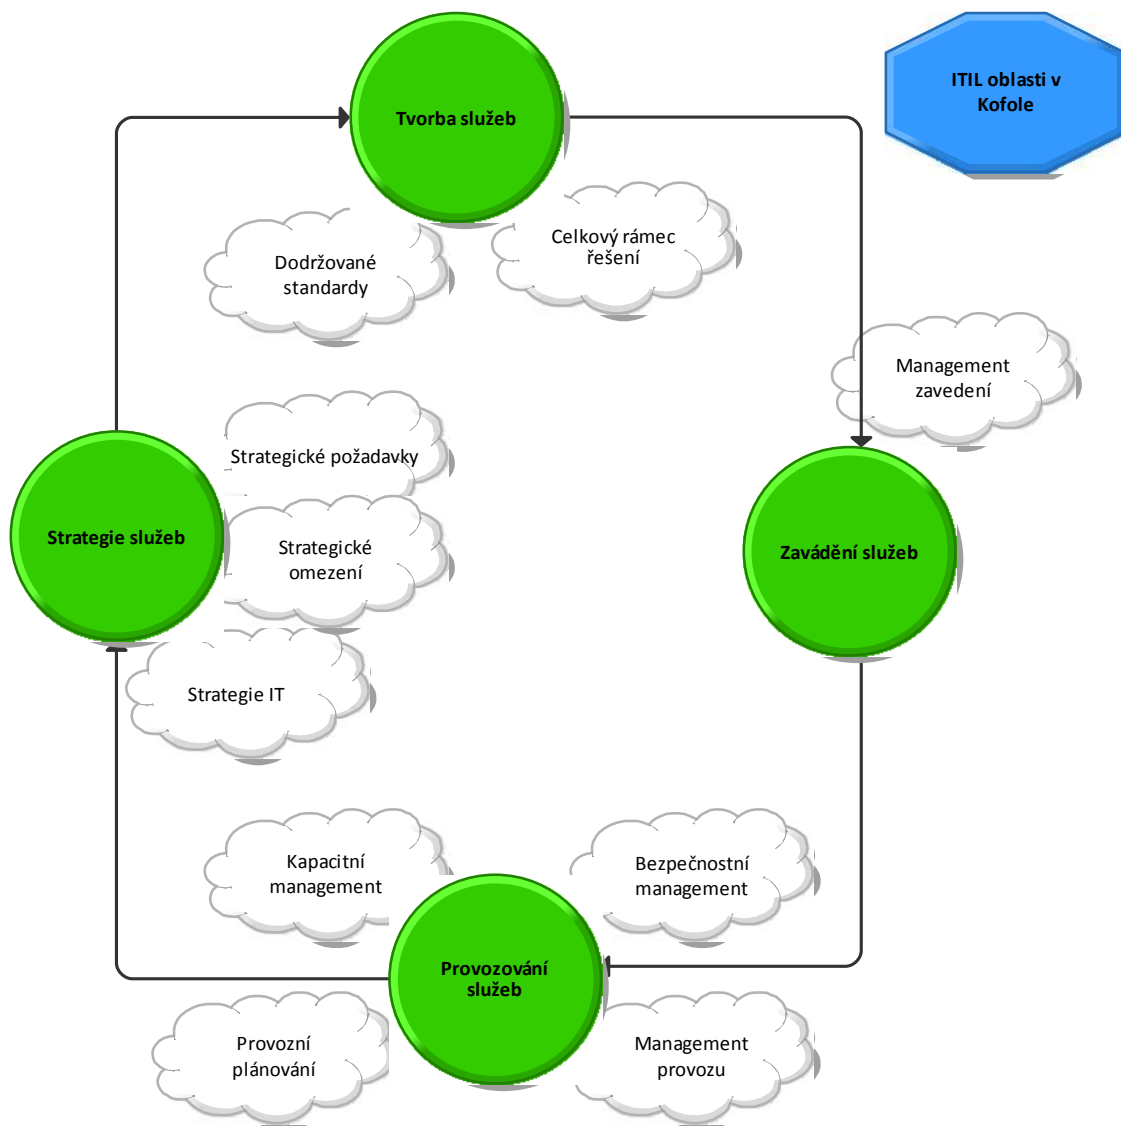 ITIL oblasti v
Kofole
Tvorba služeb
Dodržované
standardy
Celkový rámec
řešení
Management
zavedení
Strategické požadavky
Strategie služeb
Strategické
omezení
Zavádění služeb
Strategie IT
Kapacitní
management
Bezpečnostní
management
Provozování
služeb
Provozní
plánování
Management
provozu